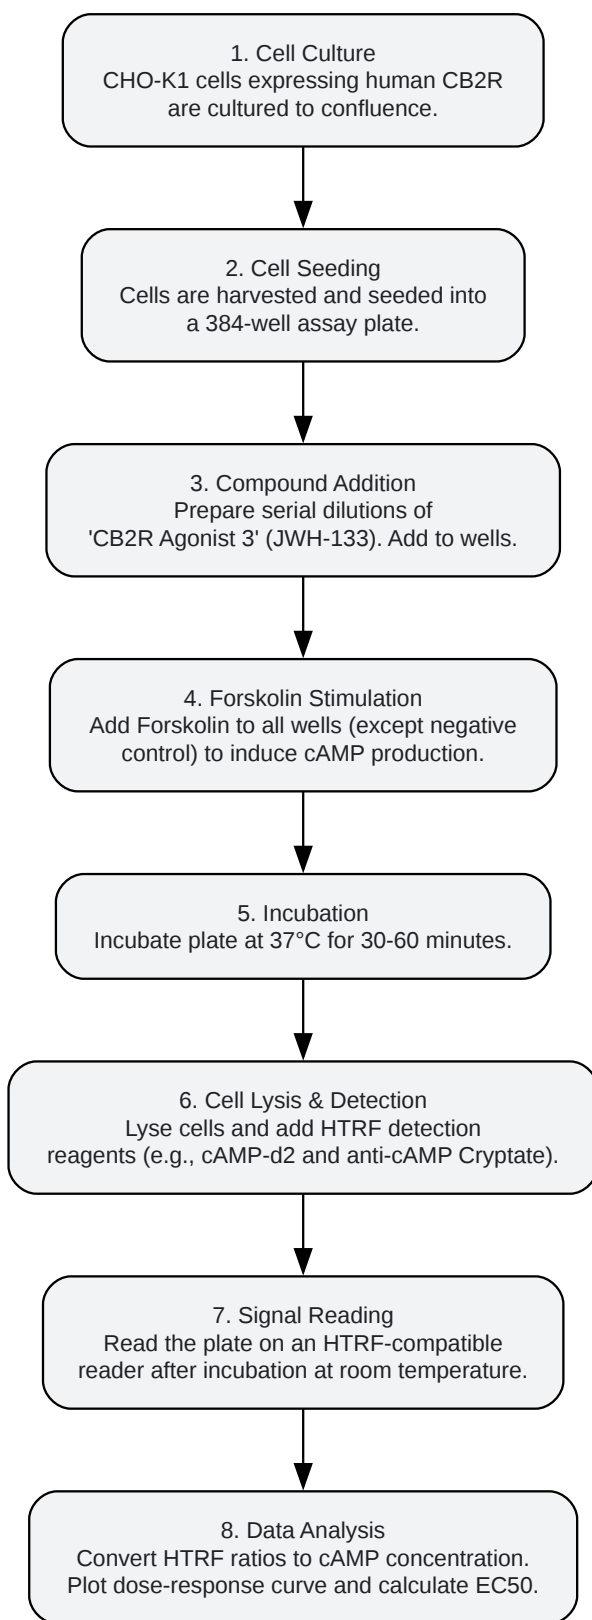 1. Cell Culture
CHO-K1 cells expressing human CB2R
are cultured to confluence.
2. Cell Seeding
Cells are harvested and seeded into
a 384-well assay plate.
3. Compound Addition
Prepare serial dilutions of
'CB2R Agonist 3' (JWH-133). Add to wells.
4. Forskolin Stimulation
Add Forskolin to all wells (except negative
control) to induce cAMP production.
5. Incubation
Incubate plate at 37°C for 30-60 minutes.
6. Cell Lysis & Detection
Lyse cells and add HTRF detection
reagents (e.g., cAMP-d2 and anti-cAMP Cryptate).
7. Signal Reading
Read the plate on an HTRF-compatible
reader after incubation at room temperature.
8. Data Analysis
Convert HTRF ratios to cAMP concentration.
Plot dose-response curve and calculate EC50.